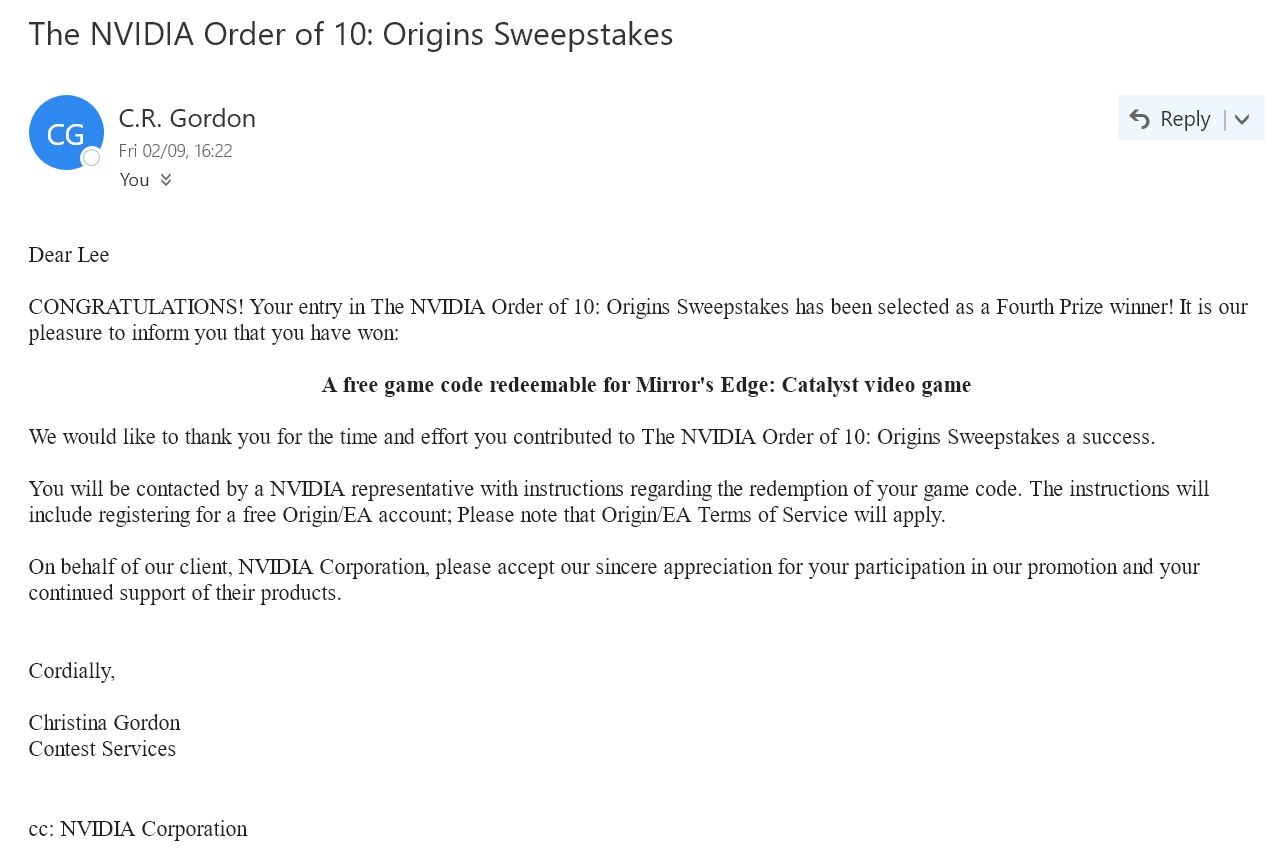 The NVIDIA Order of 10: Origins Sweepstakes
CG
C.R. Gordon
Fri 02/09, 16:22
You
Reply
Dear Lee
CONGRATULATIONS! Your entry in The NVIDIA Order of 10: Origins Sweepstakes has been selected as a Fourth Prize winner! It is our
pleasure to inform you that you have won:
A free game code redeemable for Mirror's Edge: Catalyst video game
We would like to thank you for the time and effort you contributed to The NVIDIA Order of 10: Origins Sweepstakes a success.
You will be contacted by a NVIDIA representative with instructions regarding the redemption of your game code. The instructions will
include registering for a free Origin/EA account; Please note that Origin/EA Terms of Service will apply.
On behalf of our client, NVIDIA Corporation, please accept our sincere appreciation for your participation in our promotion and your
continued support of their products.
Cordially,
Christina Gordon
Contest Services
cc: NVIDIA Corporation